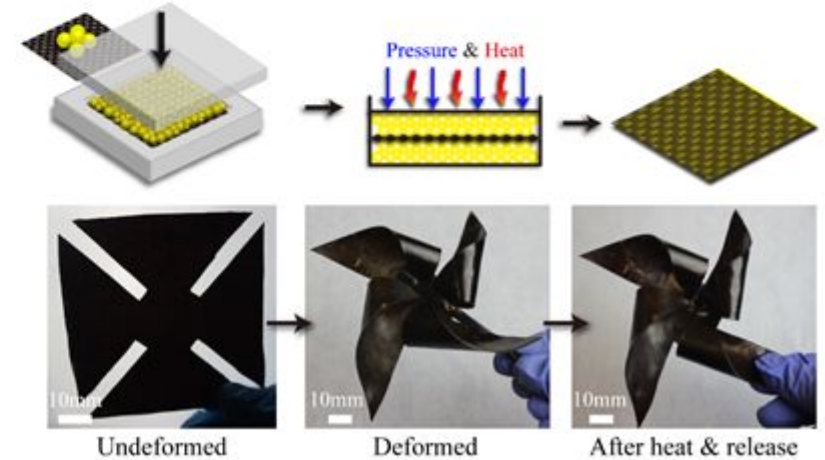 Pressure & Heat
10mm
10mm
10mm
Undeformed
Deformed
After heat & release